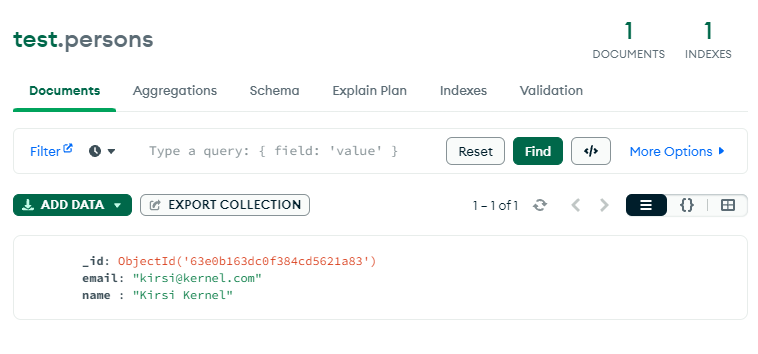 test.persons
1 DOCUMENTS
1 INDEXES
Documents Aggregations Schema Explain Plan Indexes Validation
Filter Type a query: { field: 'value' } Reset Find </> More Options
ADD DATA EXPORT COLLECTION 1 – 1 of 1 {}
_id: ObjectId('63e0b163dc0f384cd5621a83')
email: "kirsi@kernel.com"
name : "Kirsi Kernel"